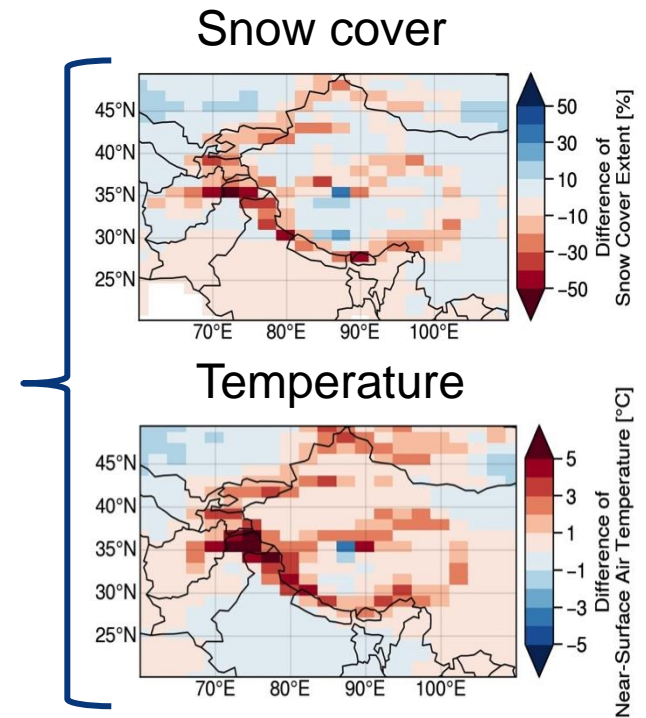 Snow cover
45°N
40°N
35°N
30°N
25°N
70°E 80°E 90°E 100°E
50
30
10
−10
−30
−50
Difference of
Snow Cover Extent [%]
Temperature
45°N
40°N
35°N
30°N
25°N
70°E 80°E 90°E 100°E
5
3
1
−1
−3
−5
Difference of
Near-Surface Air Temperature [°C]